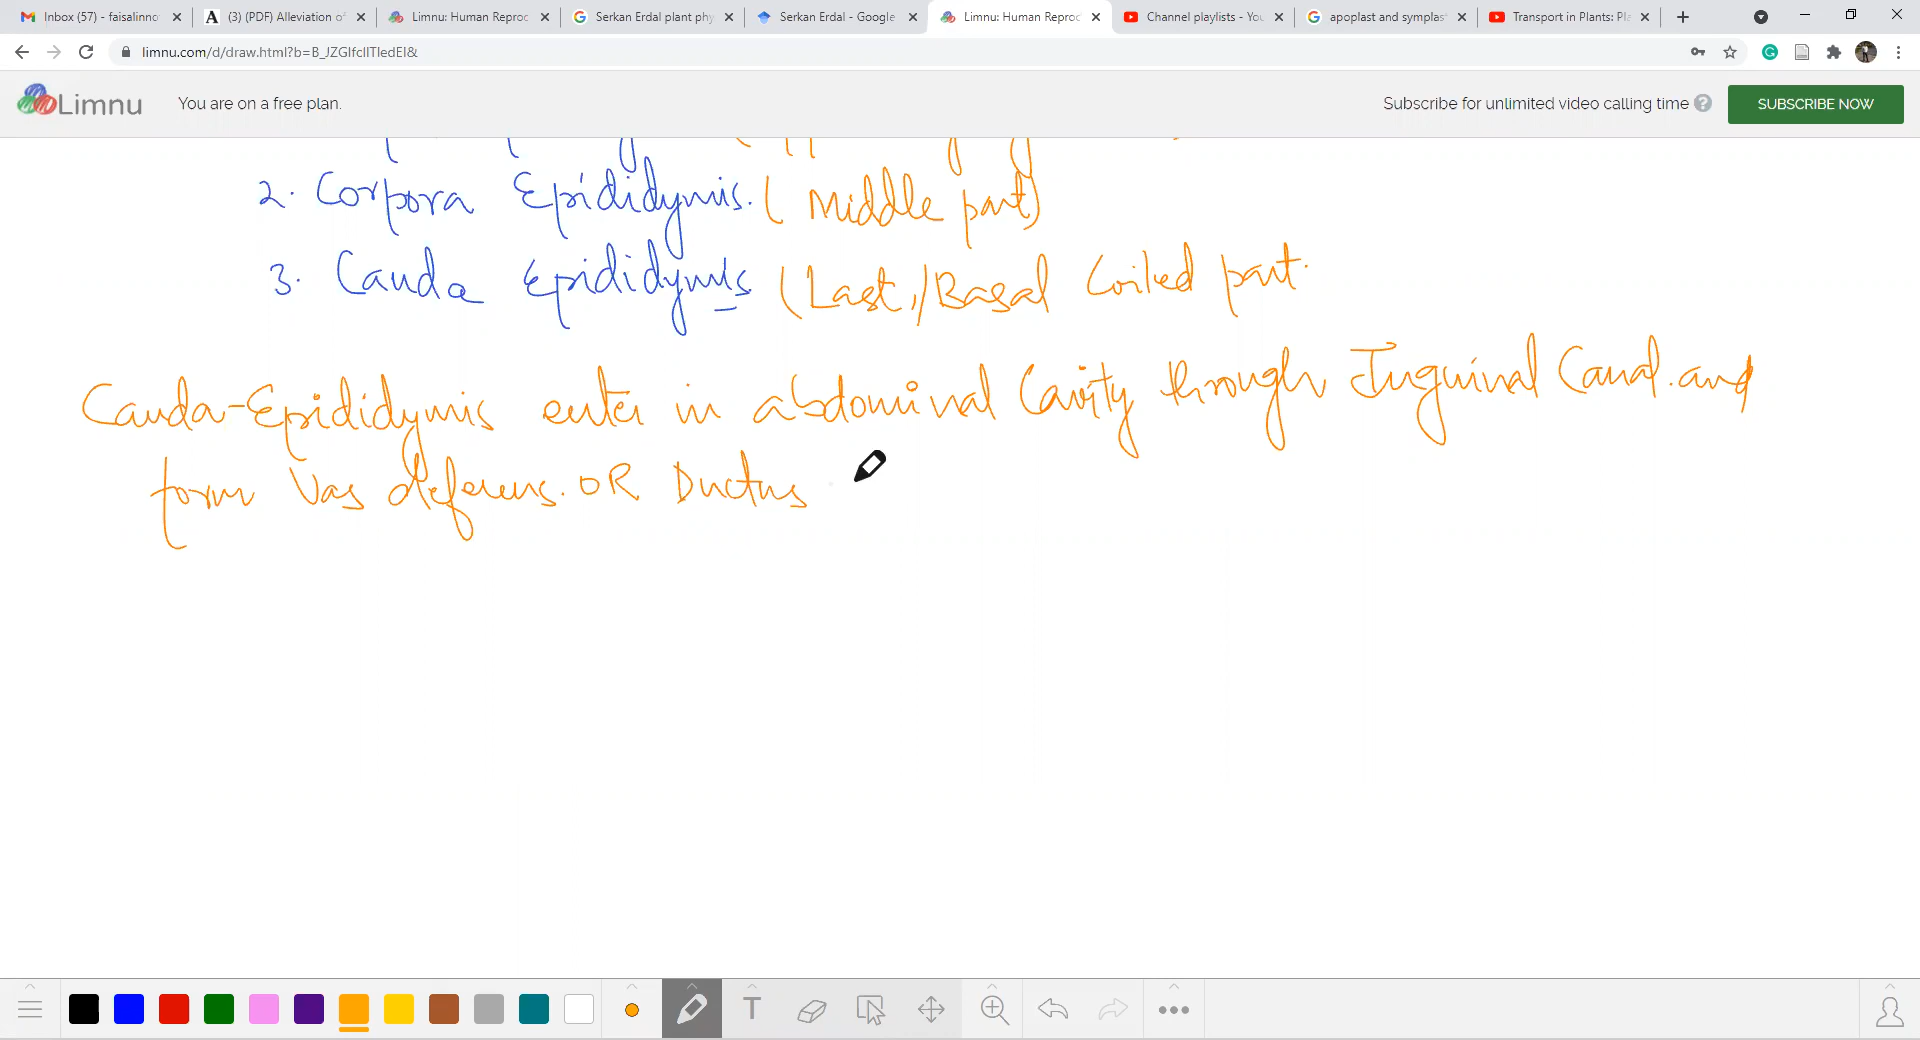 Inbox (57) - faisalinno
(3) (PDF) Alleviation of
Limnu: Human Reproc
Serkan Erdal plant phy
Serkan Erdal - Google
Limnu: Human Reproc
Channel playlists - You
apoplast and symplas
Transport in Plants: Pla
limnu.com/d/draw.html?b=B_JZGIfcIITledEI&
Limnu
You are on a free plan.
Subscribe for unlimited video calling time ?
SUBSCRIBE NOW
2. Corpora Epididymis. ( Middle part)
3. Cauda Epididymis (Last,/Basal Coiled part.
Cauda-Epididymis enter in abdominal Cavity through Inguinal Canal. and
form Vas deferens. OR Ductus
T